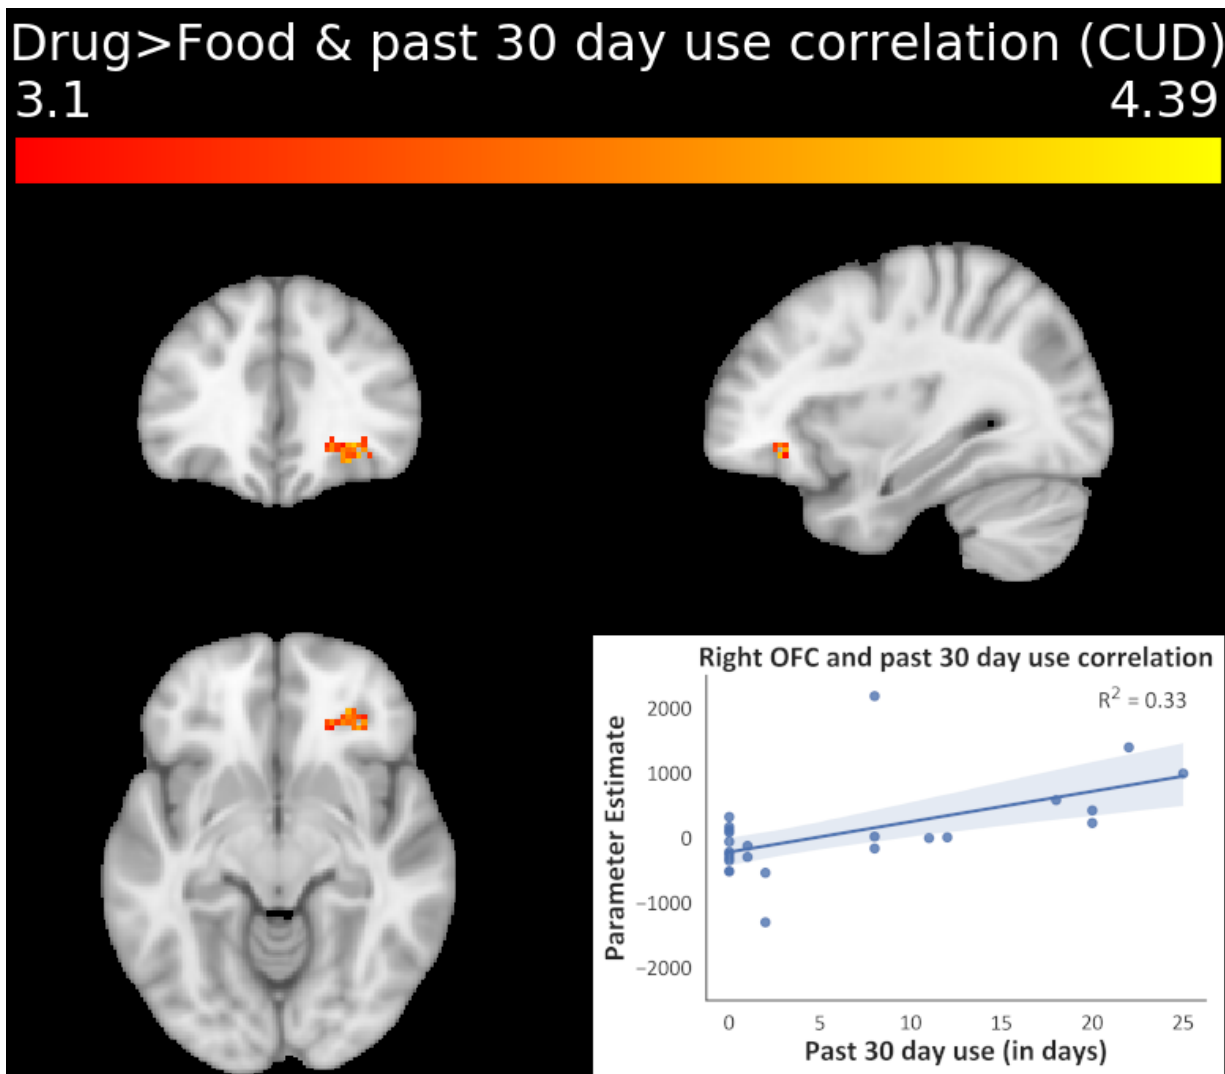 Drug>Food & past 30 day use correlation (CUD)
3.1 4.39
Right OFC and past 30 day use correlation
R² = 0.33
Parameter Estimate
2000
1000
0
−1000
−2000
0 5 10 15 20 25
Past 30 day use (in days)